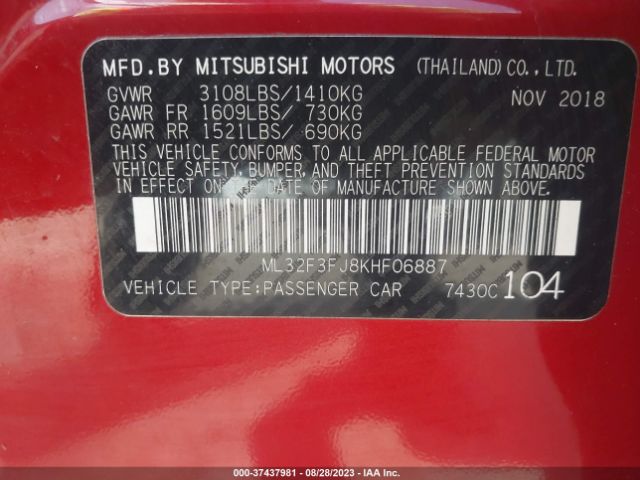 MFD.BY MITSUBISHI MOTORS (THAILAND)CO.,LTD.
GVWR 3108LBS/1410KG NOV 2018
GAWR FR 1609LBS/ 730KG
GAWR RR 1521LBS/ 690KG
THIS VEHICLE CONFORMS TO ALL APPLICABLE FEDERAL MOTOR
VEHICLE SAFETY, BUMPER, AND THEFT PREVENTION STANDARDS
IN EFFECT ON THE DATE OF MANUFACTURE SHOWN ABOVE.
ML32F3FJ8KHF06887
VEHICLE TYPE:PASSENGER CAR 7430C 104
000-37437981 - 08/28/2023 - IAAI.COM